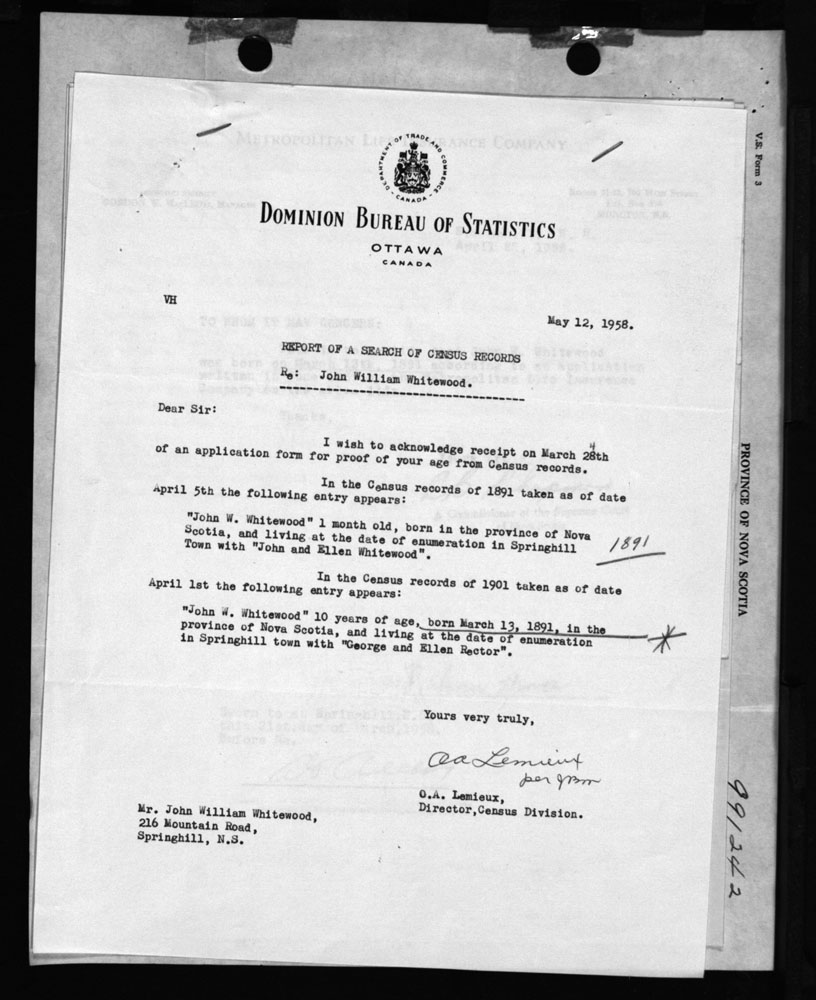 DEPARTMENT OF TRADE AND COMMERCE
CANADA
DOMINION BUREAU OF STATISTICS
OTTAWA
CANADA
VH
May 12, 1958.
REPORT OF A SEARCH OF CENSUS RECORDS
Re: John William Whitewood.
Dear Sir:
I wish to acknowledge receipt on March 24th
of an application form for proof of your age from Census records.
In the Census records of 1891 taken as of date
April 5th the following entry appears:
"John W. Whitewood" 1 month old, born in the province of Nova
Scotia, and living at the date of enumeration in Springhill
Town with "John and Ellen Whitewood".
1891
In the Census records of 1901 taken as of date
April 1st the following entry appears:
"John W. Whitewood" 10 years of age, born March 13, 1891, in the
province of Nova Scotia, and living at the date of enumeration
in Springhill town with "George and Ellen Rector".
Yours very truly,
OA Lemieux
per JBM
O.A. Lemieux,
Director,Census Division.
Mr. John William Whitewood,
216 Mountain Road,
Springhill, N.S.
V.S. Form 3
PROVINCE OF NOVA SCOTIA
991242
METROPOLITAN LIFE INSURANCE COMPANY
TO WHOM IT MAY CONCERN: